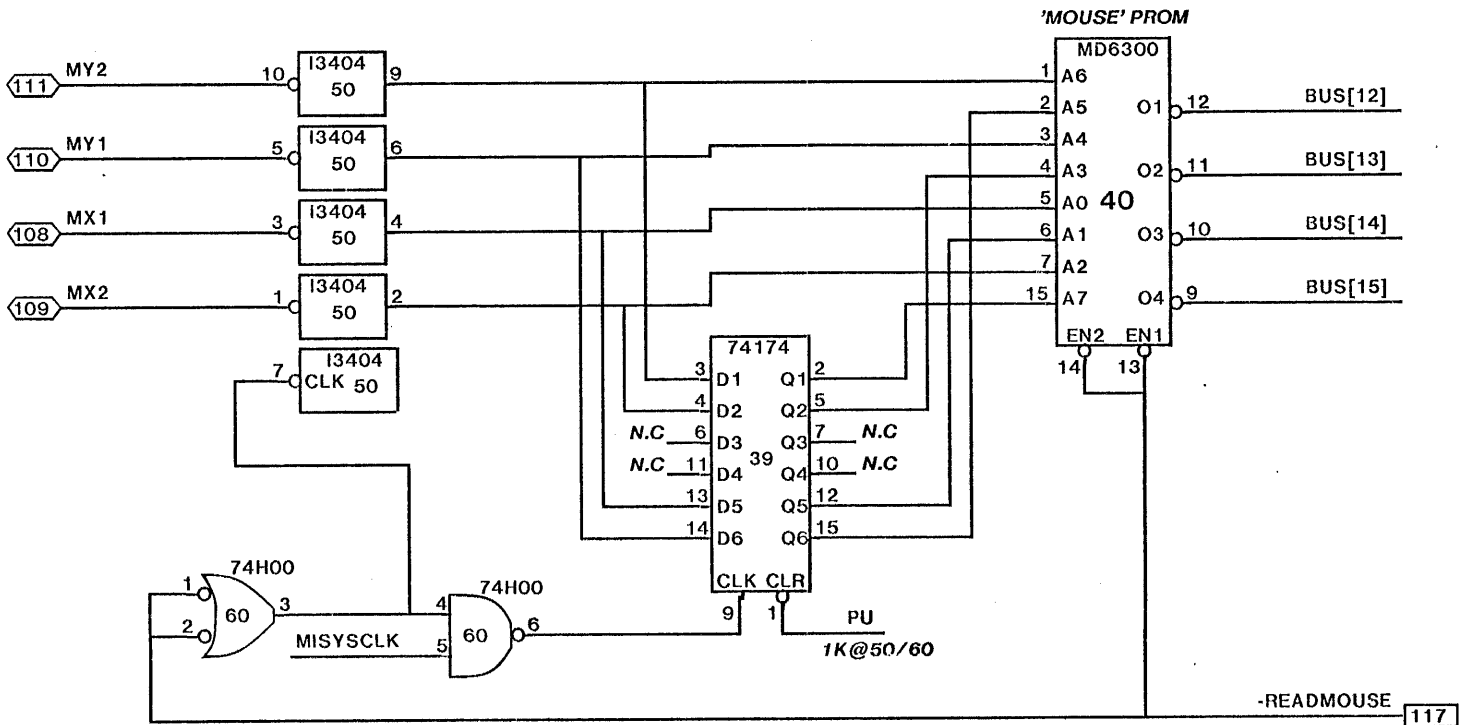 'MOUSE' PROM
MD6300
111 MY2 10 I3404 50 9
1 A6
2 A5 O1 12 BUS[12]
110 MY1 5 I3404 50 6
3 A4
4 A3 O2 11 BUS[13]
108 MX1 3 I3404 50 4
5 A0 40
6 A1 O3 10 BUS[14]
109 MX2 1 I3404 50 2
7 A2
15 A7 O4 9 BUS[15]
EN2 EN1
14 13
7 CLK I3404 50
74174
3 D1 Q1 2
4 D2 Q2 5
N.C 6 D3 Q3 7 N.C
39
N.C 11 D4 Q4 10 N.C
13 D5 Q5 12
14 D6 Q6 15
CLK CLR
9 1
PU
1K@50/60
74H00
1
2
60 3
74H00
4
MISYSCLK 5
60 6
-READMOUSE 117